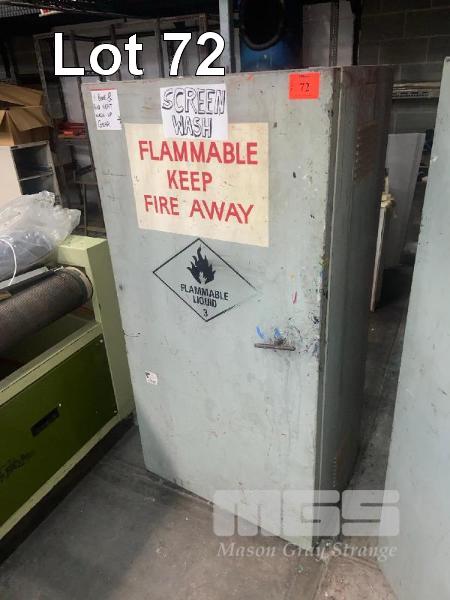 Lot 72
72
SCREEN
WASH
FLAMMABLE
KEEP
FIRE AWAY
FLAMMABLE
LIQUID
3
MGS
Mason Gray Strange